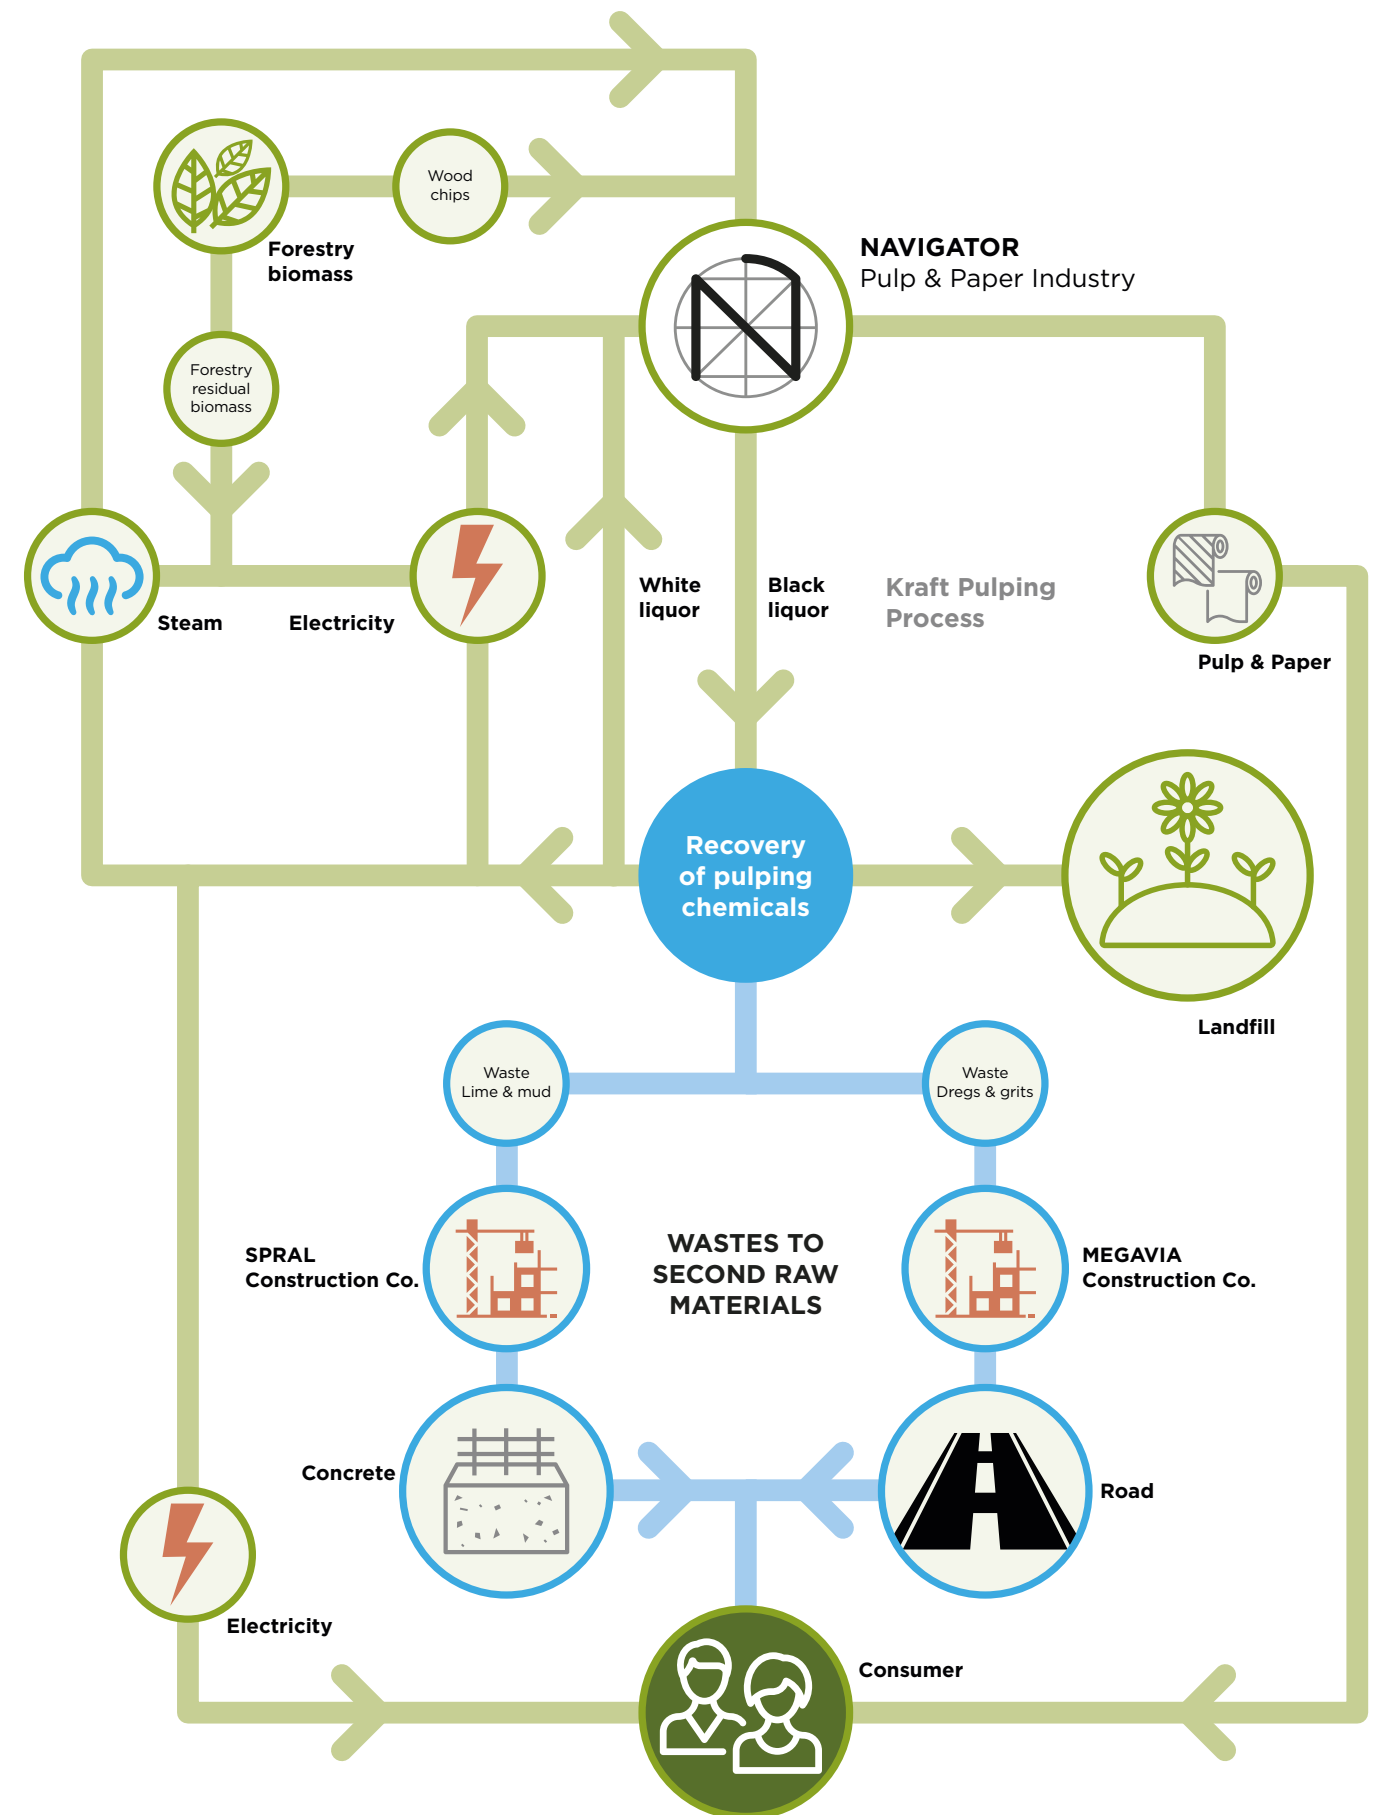 Wood
chips
Forestry
biomass
NAVIGATOR
Pulp & Paper Industry
Forestry
residual
biomass
Steam
Electricity
White
liquor
Black
liquor
Kraft Pulping
Process
Pulp & Paper
Recovery
of pulping
chemicals
Landfill
Waste
Lime & mud
Waste
Dregs & grits
SPRAL
Construction Co.
WASTES TO
SECOND RAW
MATERIALS
MEGAVIA
Construction Co.
Concrete
Road
Electricity
Consumer